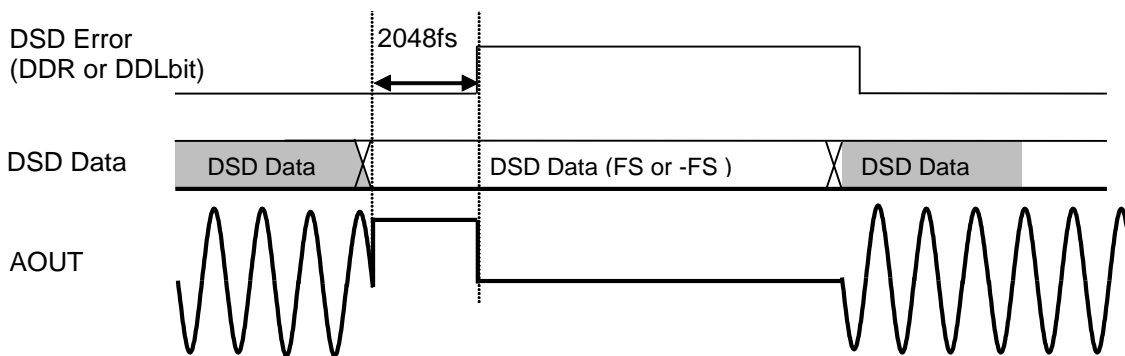 DSD Error
(DDR or DDLbit)
2048fs
DSD Data
DSD Data
DSD Data (FS or -FS )
DSD Data
AOUT